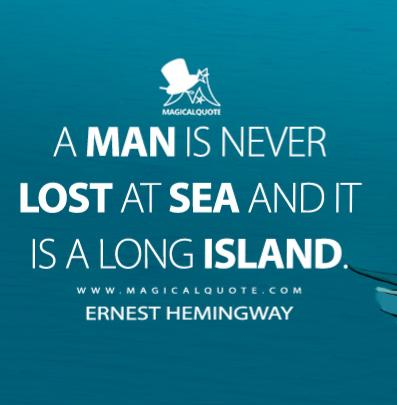 MAGICALQUOTE
A MAN IS NEVER
LOST AT SEA AND IT
IS A LONG ISLAND.
WWW.MAGICALQUOTE.COM
ERNEST HEMINGWAY